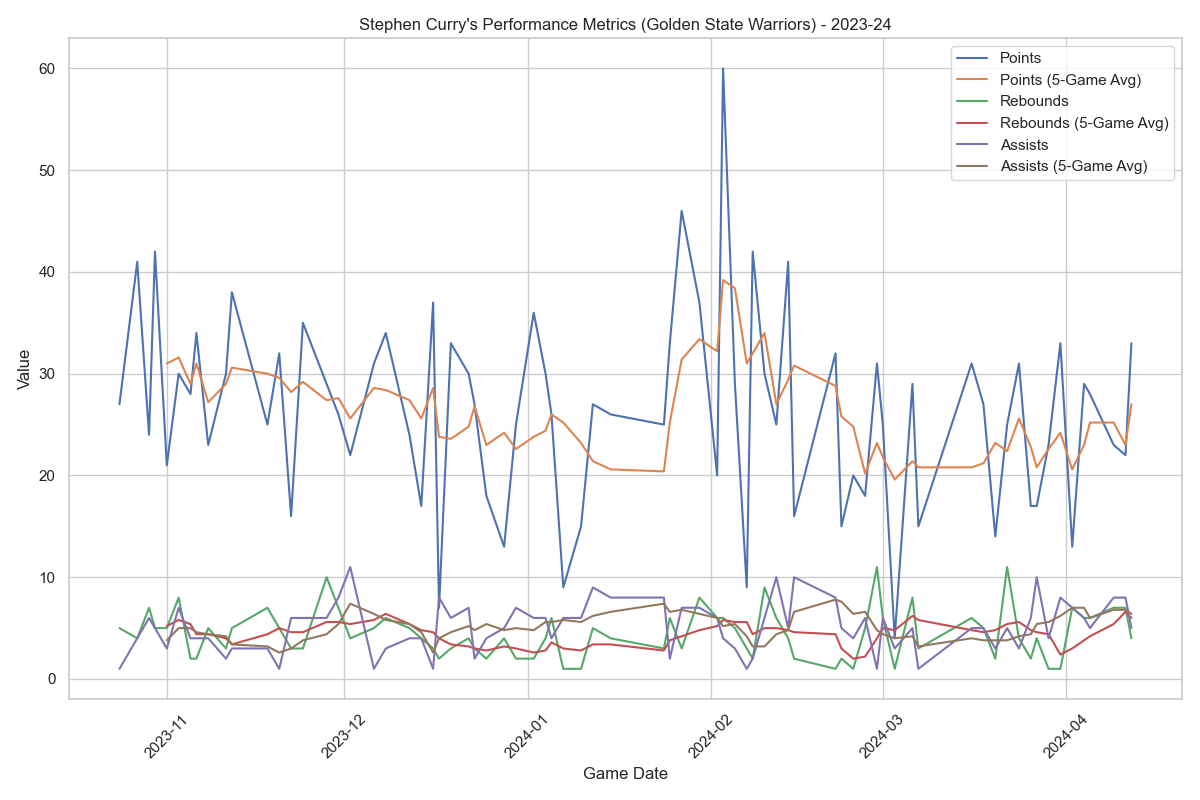 Stephen Curry's Performance Metrics (Golden State Warriors) - 2023-24
Points
Points (5-Game Avg)
Rebounds
Rebounds (5-Game Avg)
Assists
Assists (5-Game Avg)
Value
60
50
40
30
20
10
0
2023-11
2023-12
2024-01
2024-02
2024-03
2024-04
Game Date